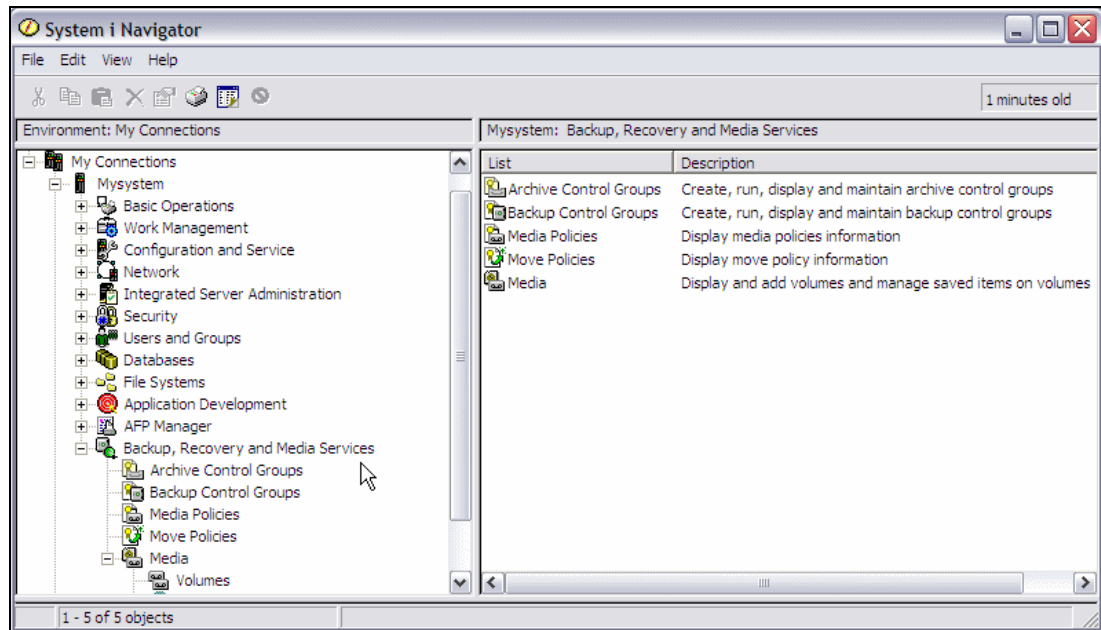 System i Navigator
File Edit View Help
1 minutes old
Environment: My Connections
Mysystem: Backup, Recovery and Media Services
My Connections
Mysystem
Basic Operations
Work Management
Configuration and Service
Network
Integrated Server Administration
Security
Users and Groups
Databases
File Systems
Application Development
AFP Manager
Backup, Recovery and Media Services
Archive Control Groups
Backup Control Groups
Media Policies
Move Policies
Media
Volumes
List Description
Archive Control Groups Create, run, display and maintain archive control groups
Backup Control Groups Create, run, display and maintain backup control groups
Media Policies Display media policies information
Move Policies Display move policy information
Media Display and add volumes and manage saved items on volumes
1 - 5 of 5 objects